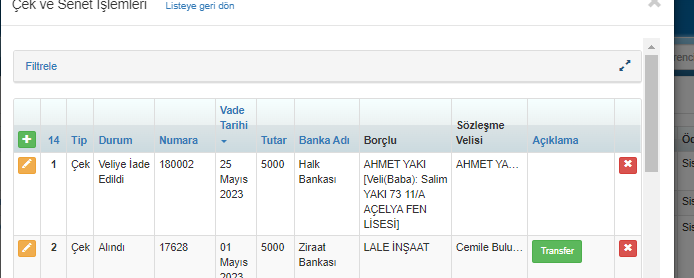 Çek ve Senet İşlemleri Listeye geri dön
Filtrele
14 Tip Durum Numara Vade Tarihi Tutar Banka Adı Borçlu Sözleşme Velisi Açıklama
1 Çek Veliye İade Edildi 180002 25 Mayıs 2023 5000 Halk Bankası AHMET YAKI [Veli(Baba): Salim YAKI 73 11/A AÇELYA FEN LİSESİ] AHMET YA...
2 Çek Alındı 17628 01 Mayıs 2023 5000 Ziraat Bankası LALE İNŞAAT Cemile Bulu... Transfer